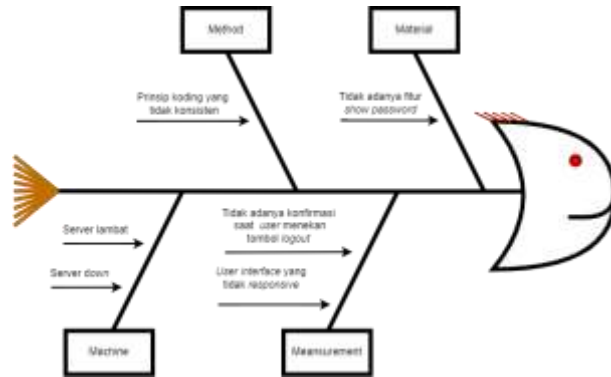 Method
Material
Prinsip koding yang
tidak konsisten
Tidak adanya fitur
show password
Server lambat
Server down
Tidak adanya konfirmasi
saat user menekan
tombol logout
User interface yang
tidak responsive
Machine
Meansurement